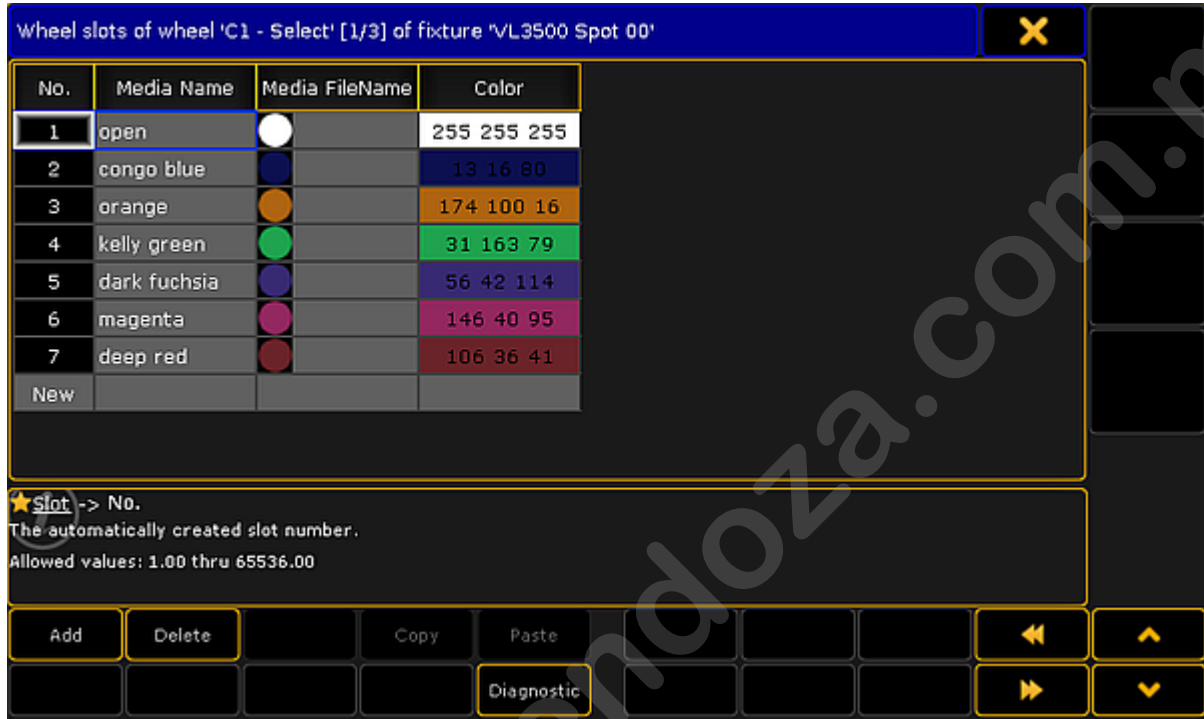 Wheel slots of wheel 'C1 - Select' [1/3] of fixture 'VL3500 Spot 00'
No. Media Name Media FileName Color
1 open 255 255 255
2 congo blue 13 16 80
3 orange 174 100 16
4 kelly green 31 163 79
5 dark fuchsia 56 42 114
6 magenta 146 40 95
7 deep red 106 36 41
New
Slot -> No.
The automatically created slot number.
Allowed values: 1.00 thru 65536.00
Add Delete Copy Paste
Diagnostic